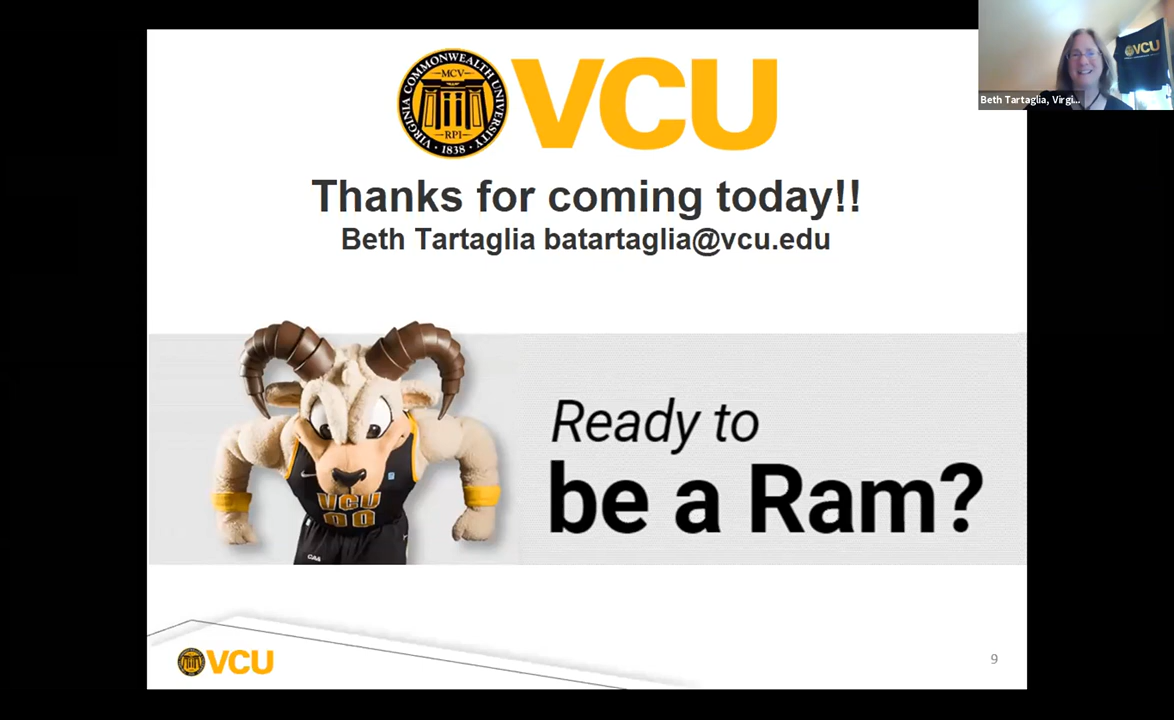 VIRGINIA COMMONWEALTH UNIVERSITY
MCV
RPI
1838
VCU
Thanks for coming today!!
Beth Tartaglia batartaglia@vcu.edu
Ready to
be a Ram?
VCU
00
CAA
VCU
9
VCU
Beth Tartaglia, Virgi...